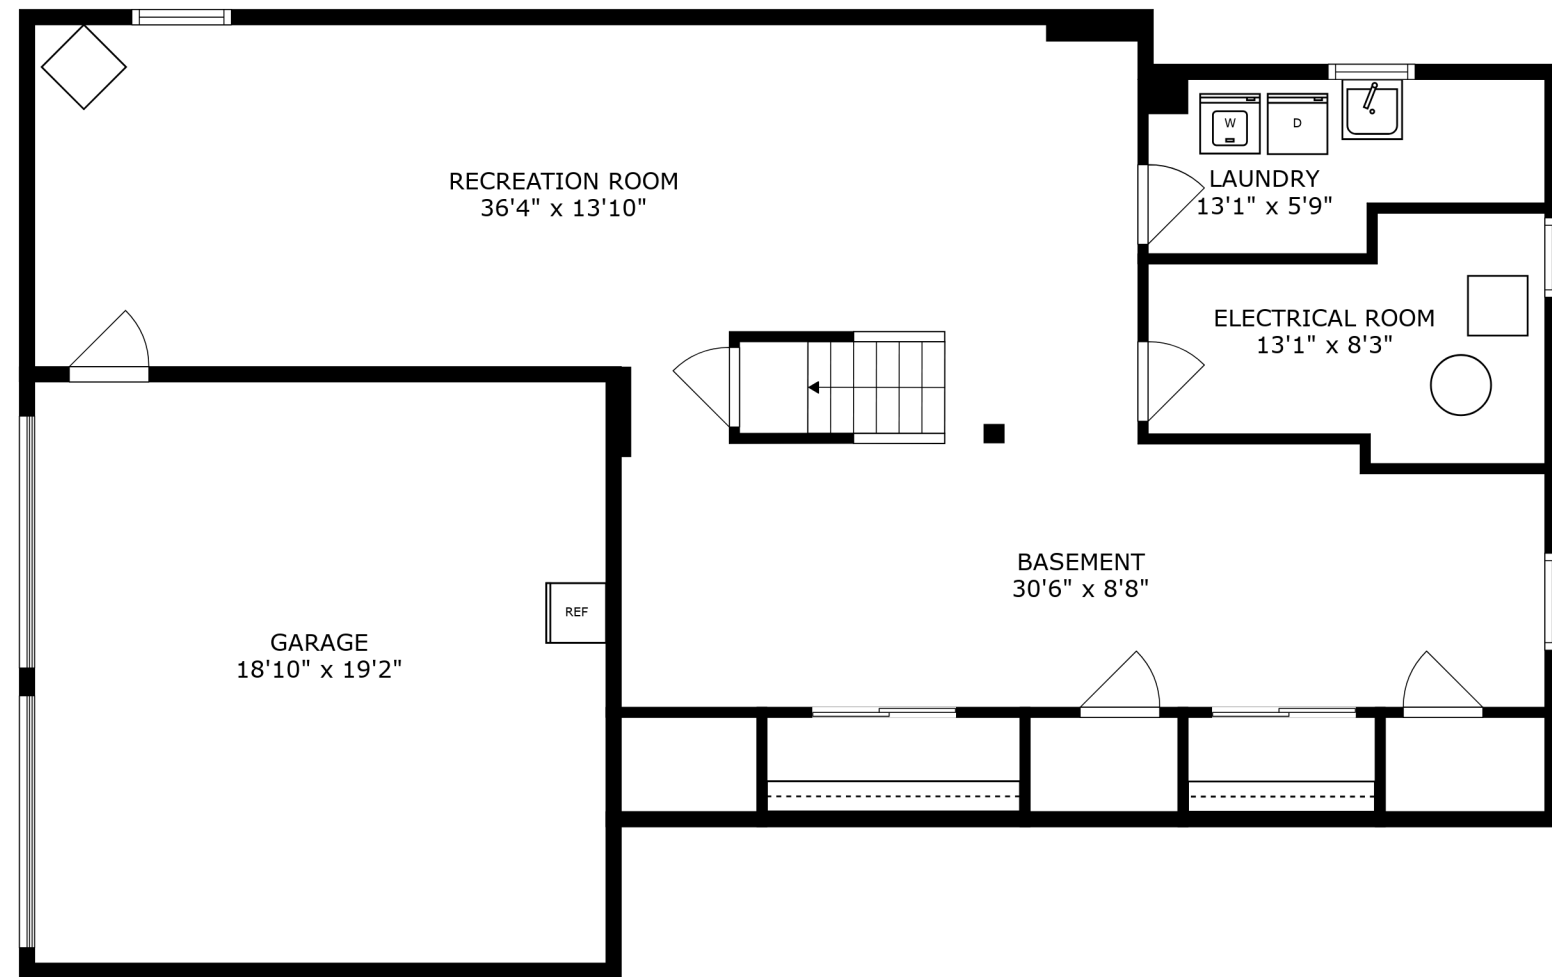 W
D
LAUNDRY
13'1" x 5'9"
RECREATION ROOM
36'4" x 13'10"
ELECTRICAL ROOM
13'1" x 8'3"
BASEMENT
30'6" x 8'8"
REF
GARAGE
18'10" x 19'2"